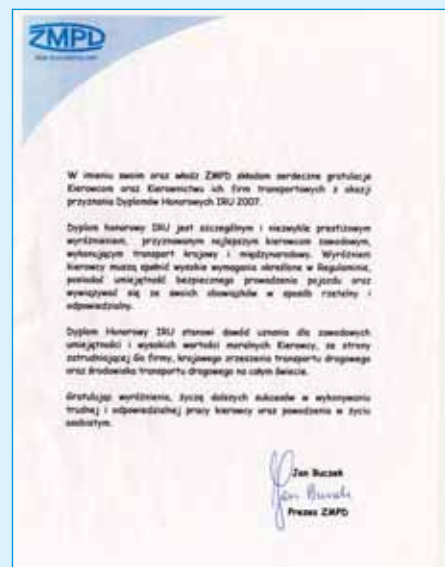 ZMPD
W imieniu swoim oraz władz ZMPD składam serdeczne gratulacje
Kierowcom oraz Kierownictwu ich firm transportowych z okazji
przyznania Dyplomów Honorowych IRU 2007.
Dyplom honorowy IRU jest szczególnym i niezwykle prestiżowym
wyróżnieniem, przyznawanym najlepszym kierowcom zawodowym,
wykonującym transport krajowy i międzynarodowy. Wyróżnieni
kierowcy muszą spełnić wysokie wymagania określone w Regulaminie,
posiadać umiejętność bezpiecznego prowadzenia pojazdu oraz
wywiązywać się ze swoich obowiązków w sposób rzetelny i
odpowiedzialny.
Dyplom Honorowy IRU stanowi dowód uznania dla zawodowych
umiejętności i wysokich wartości moralnych Kierowcy, ze strony
zatrudniającej Go firmy, krajowego zrzeszenia transportu drogowego
oraz środowiska transportu drogowego na całym świecie.
Gratulując wyróżnienia, życzę dalszych sukcesów w wykonywaniu
trudnej i odpowiedzialnej pracy kierowcy oraz powodzenia w życiu
osobistym.
Jan Buczek
Jan Buczek
Prezes ZMPD